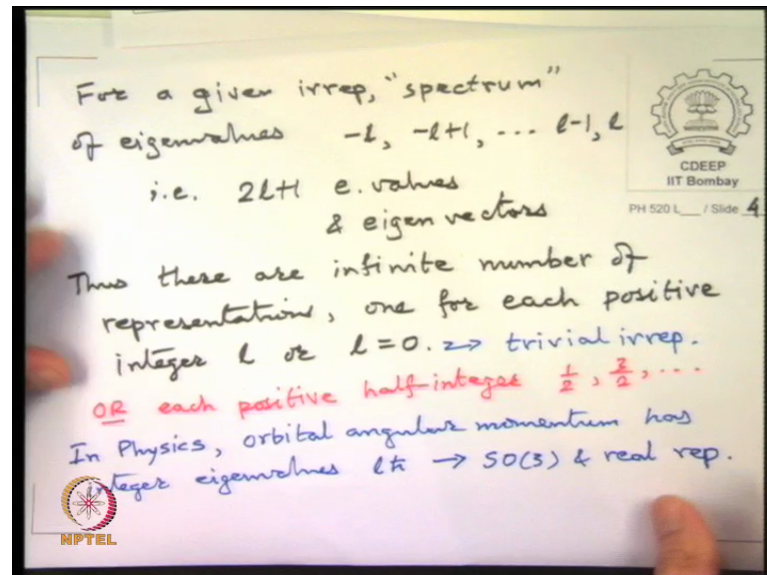 For a given irrep, "spectrum"
of eigenvalues -l, -l+1, ... l-1, l
i.e. 2l+1 e.values
& eigen vectors
CDEEP
IIT Bombay
PH 520 L___ / Slide 4
Thus there are infinite number of
representations, one for each positive
integer l or l=0. → trivial irrep.
OR each positive half-integer 1/2, 3/2, ...
In Physics, orbital angular momentum has
integer eigenvalues lħ → SO(3) & real rep.
NPTEL